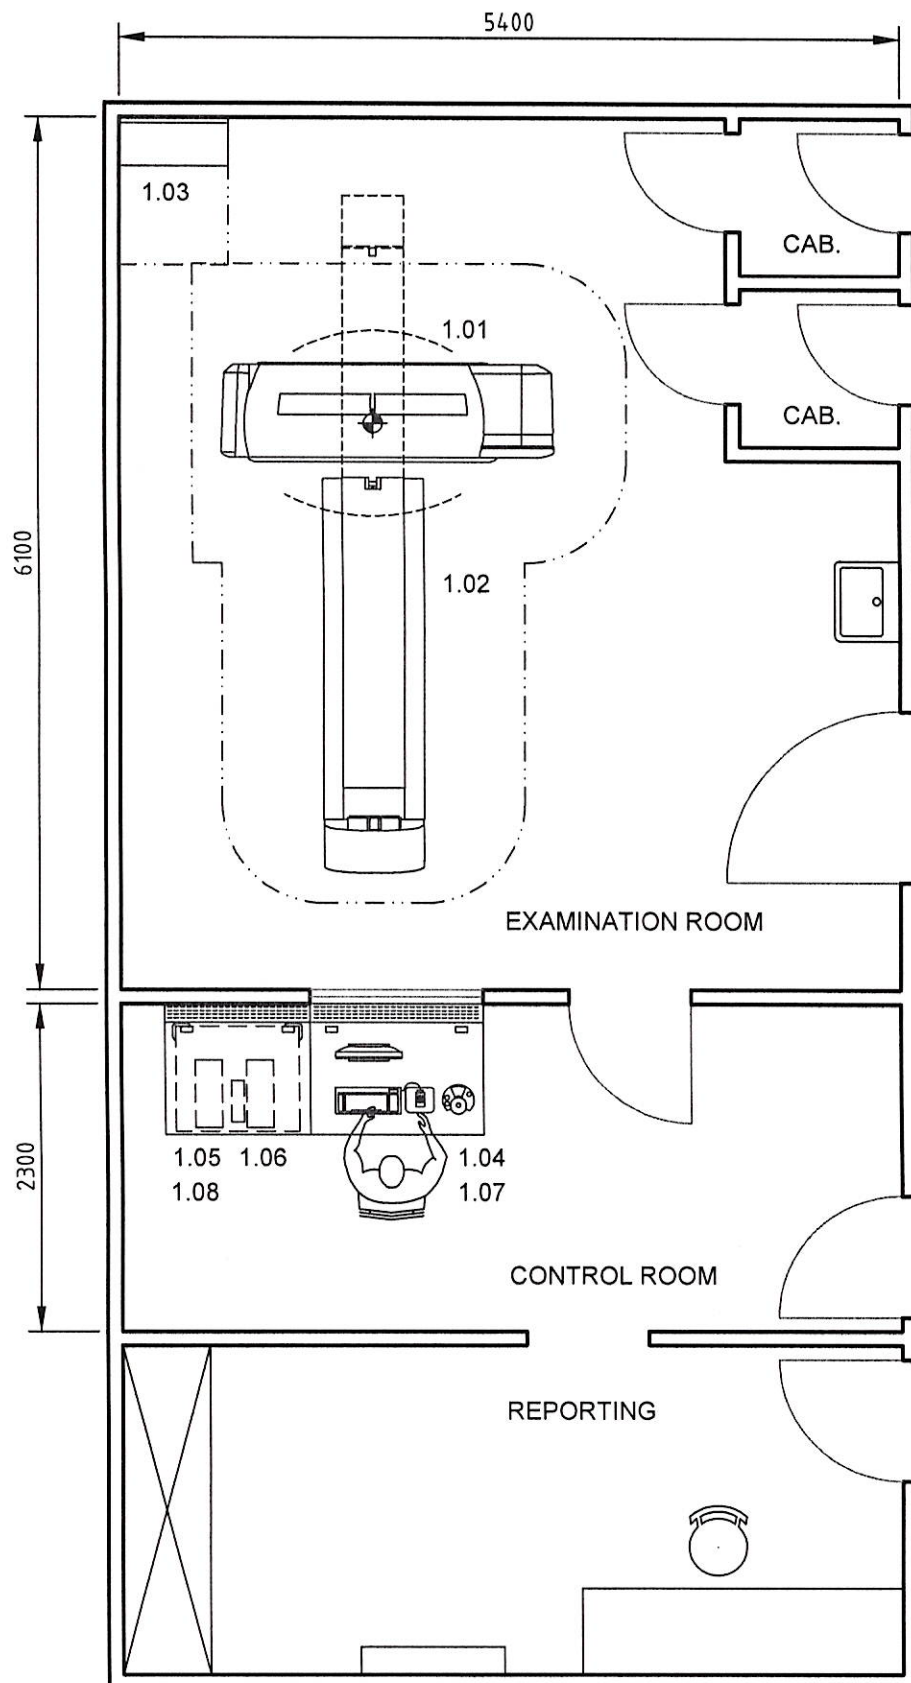 5400
1.03
CAB.
1.01
CAB.
6100
1.02
EXAMINATION ROOM
2300
1.05 1.06
1.04
1.08
1.07
CONTROL ROOM
REPORTING